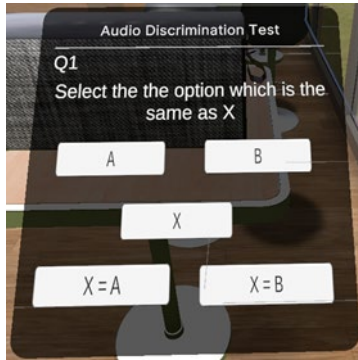 Audio Discrimination Test
Q1
Select the the option which is the
same as X
A B
X
X = A X = B